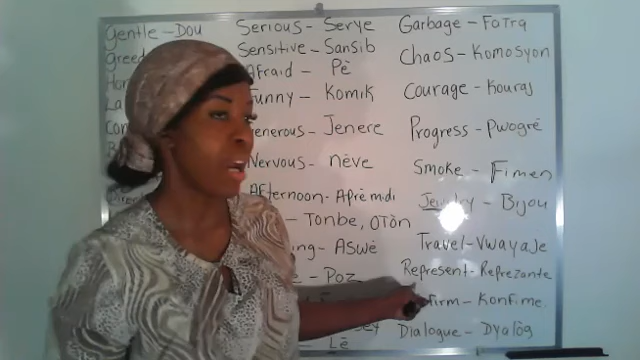 Gentle - Dou
Serious - Serye
Sensitive - Sansib
Afraid - Pè
Funny - Komik
Generous - Jenere
Nervous - nève
Afternoon - Aprèmdi
- Tonbe, otòn
- Aswè
- Poz
- Lè
Garbage - Fatra
Chaos - Komosyon
Courage - Kouraj
Progress - Pwogrè
Smoke - Fimen
Jewelry - Bijou
Travel - Vwayaje
Represent - Reprezante
- Konfime
Dialogue - Dyalòg